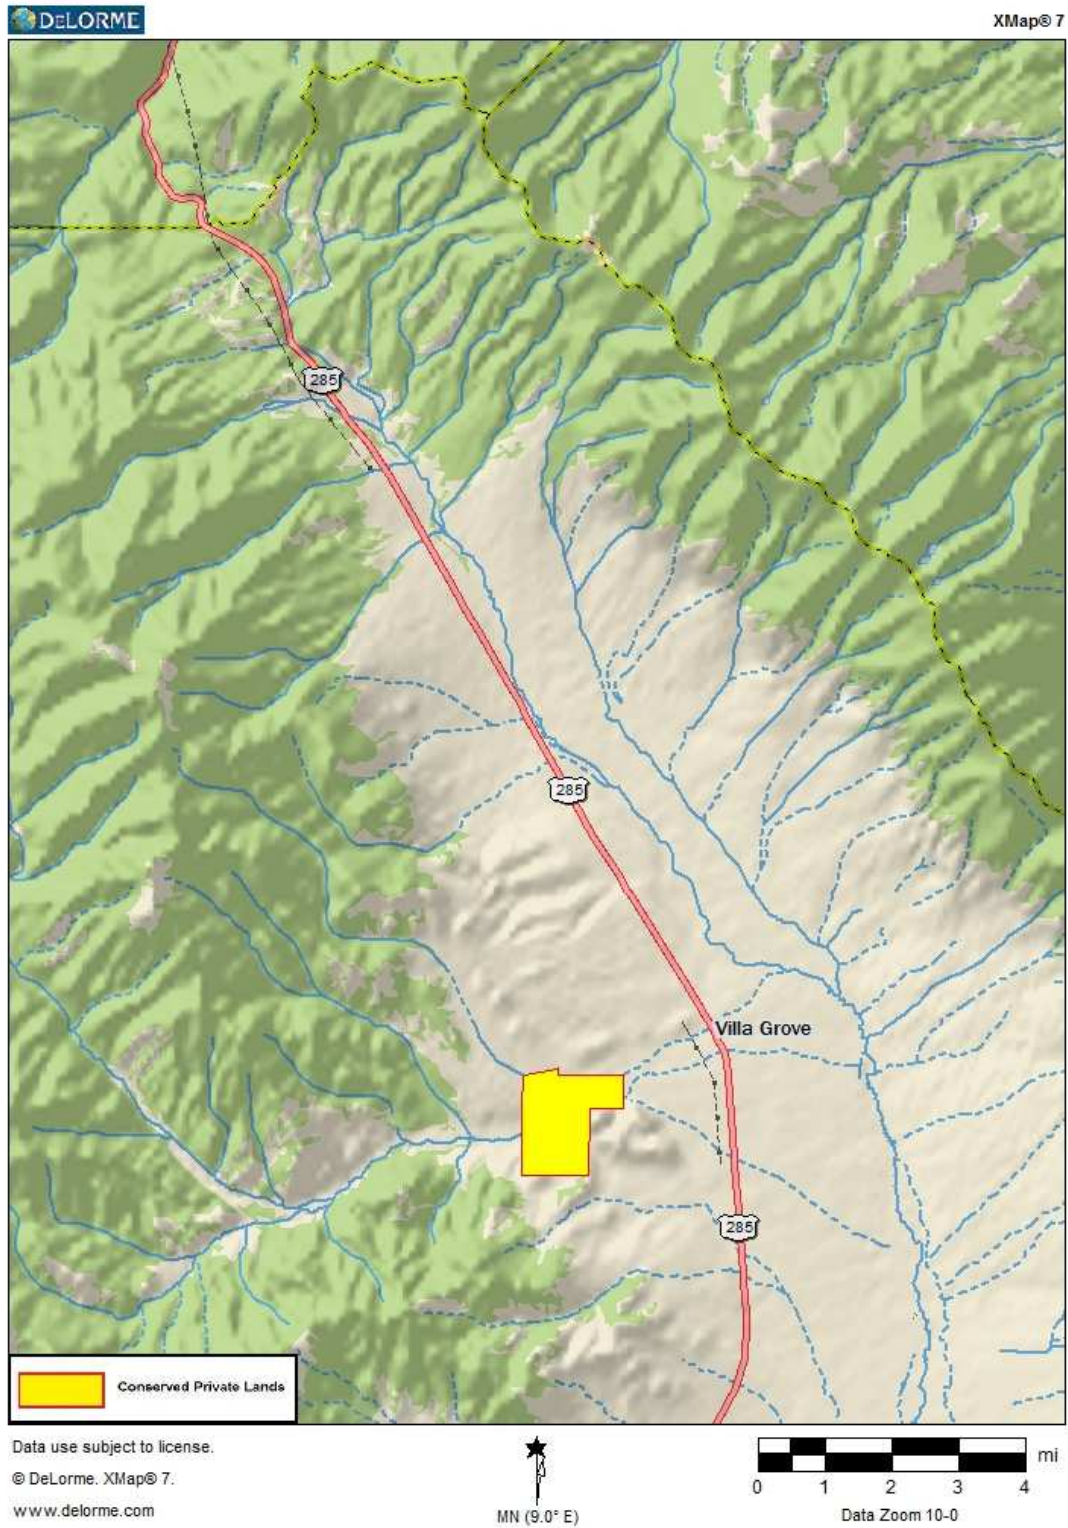 DELORME
XMap® 7
285
285
Villa Grove
285
Conserved Private Lands
Data use subject to license.
© DeLorme. XMap® 7.
www.delorme.com
MN (9.0° E)
mi
0 1 2 3 4
Data Zoom 10-0